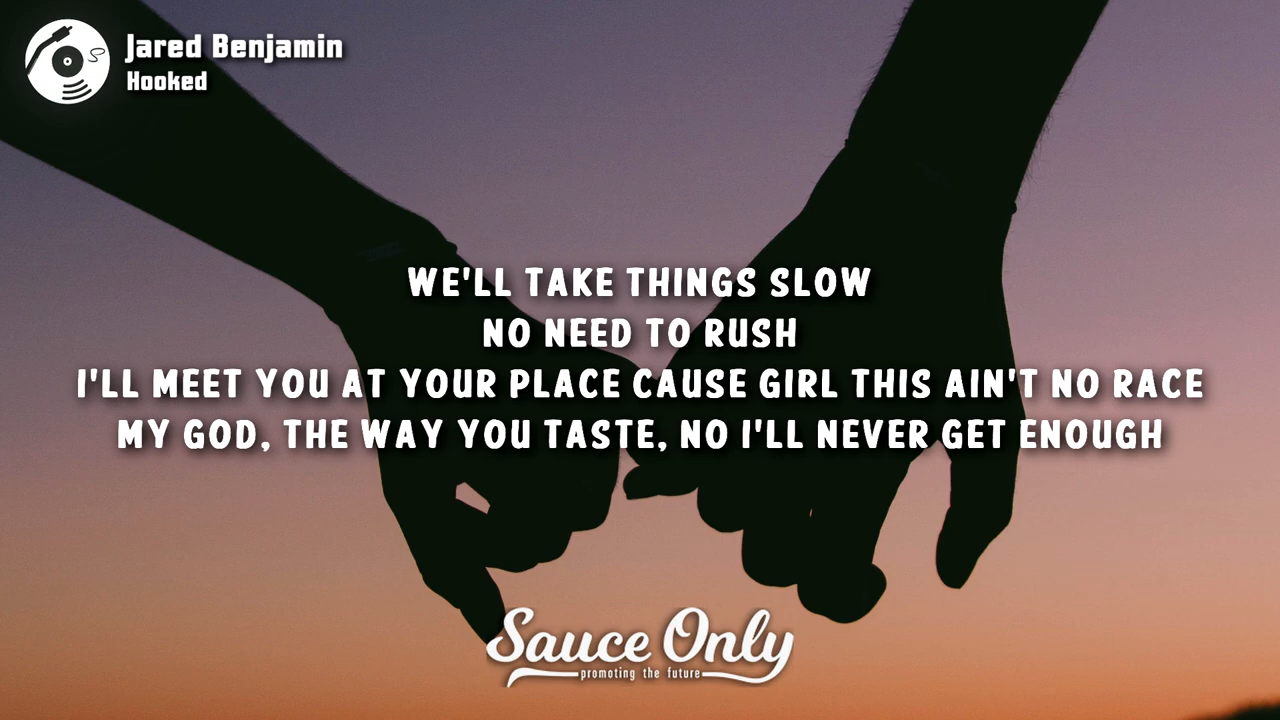 Jared Benjamin
Hooked
WE'LL TAKE THINGS SLOW
NO NEED TO RUSH
I'LL MEET YOU AT YOUR PLACE CAUSE GIRL THIS AIN'T NO RACE
MY GOD, THE WAY YOU TASTE, NO I'LL NEVER GET ENOUGH
Sauce Only
promoting the future